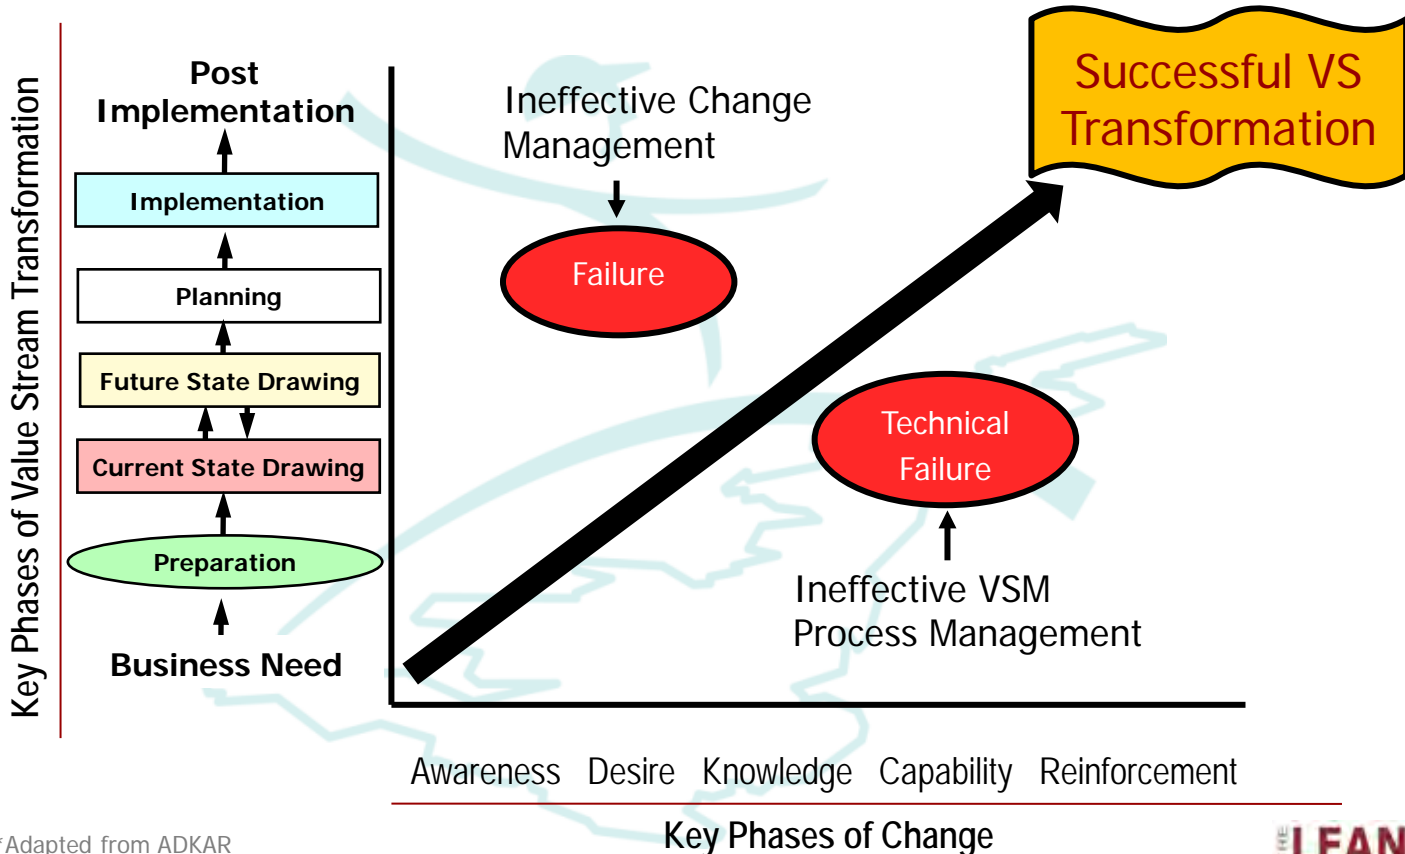 Key Phases of Value Stream Transformation
Post
Implementation
Implementation
Planning
Future State Drawing
Current State Drawing
Preparation
Business Need
Ineffective Change
Management
Failure
Successful VS
Transformation
Technical
Failure
Ineffective VSM
Process Management
Awareness Desire Knowledge Capability Reinforcement
Key Phases of Change
*Adapted from ADKAR
THE
LEAN